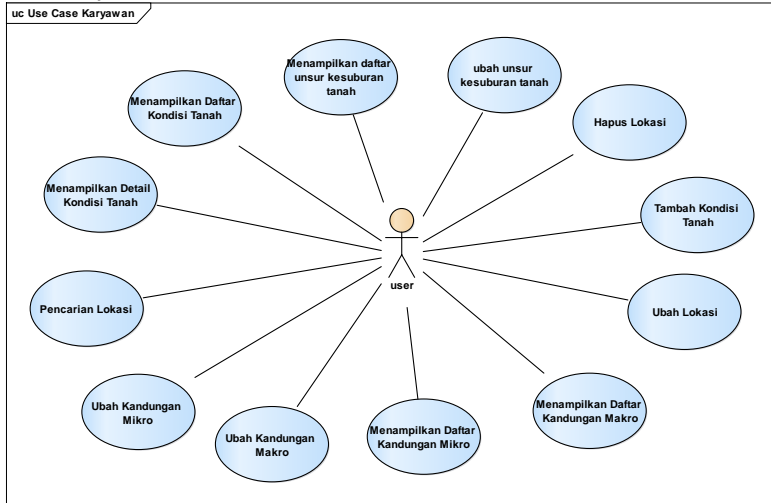 uc Use Case Karyawan
Menampilkan daftar
unsur kesuburan
tanah
ubah unsur
kesuburan tanah
Menampilkan Daftar
Kondisi Tanah
Hapus Lokasi
Menampilkan Detail
Kondisi Tanah
Tambah Kondisi
Tanah
user
Pencarian Lokasi
Ubah Lokasi
Ubah Kandungan
Mikro
Ubah Kandungan
Makro
Menampilkan Daftar
Kandungan Mikro
Menampilkan Daftar
Kandungan Makro